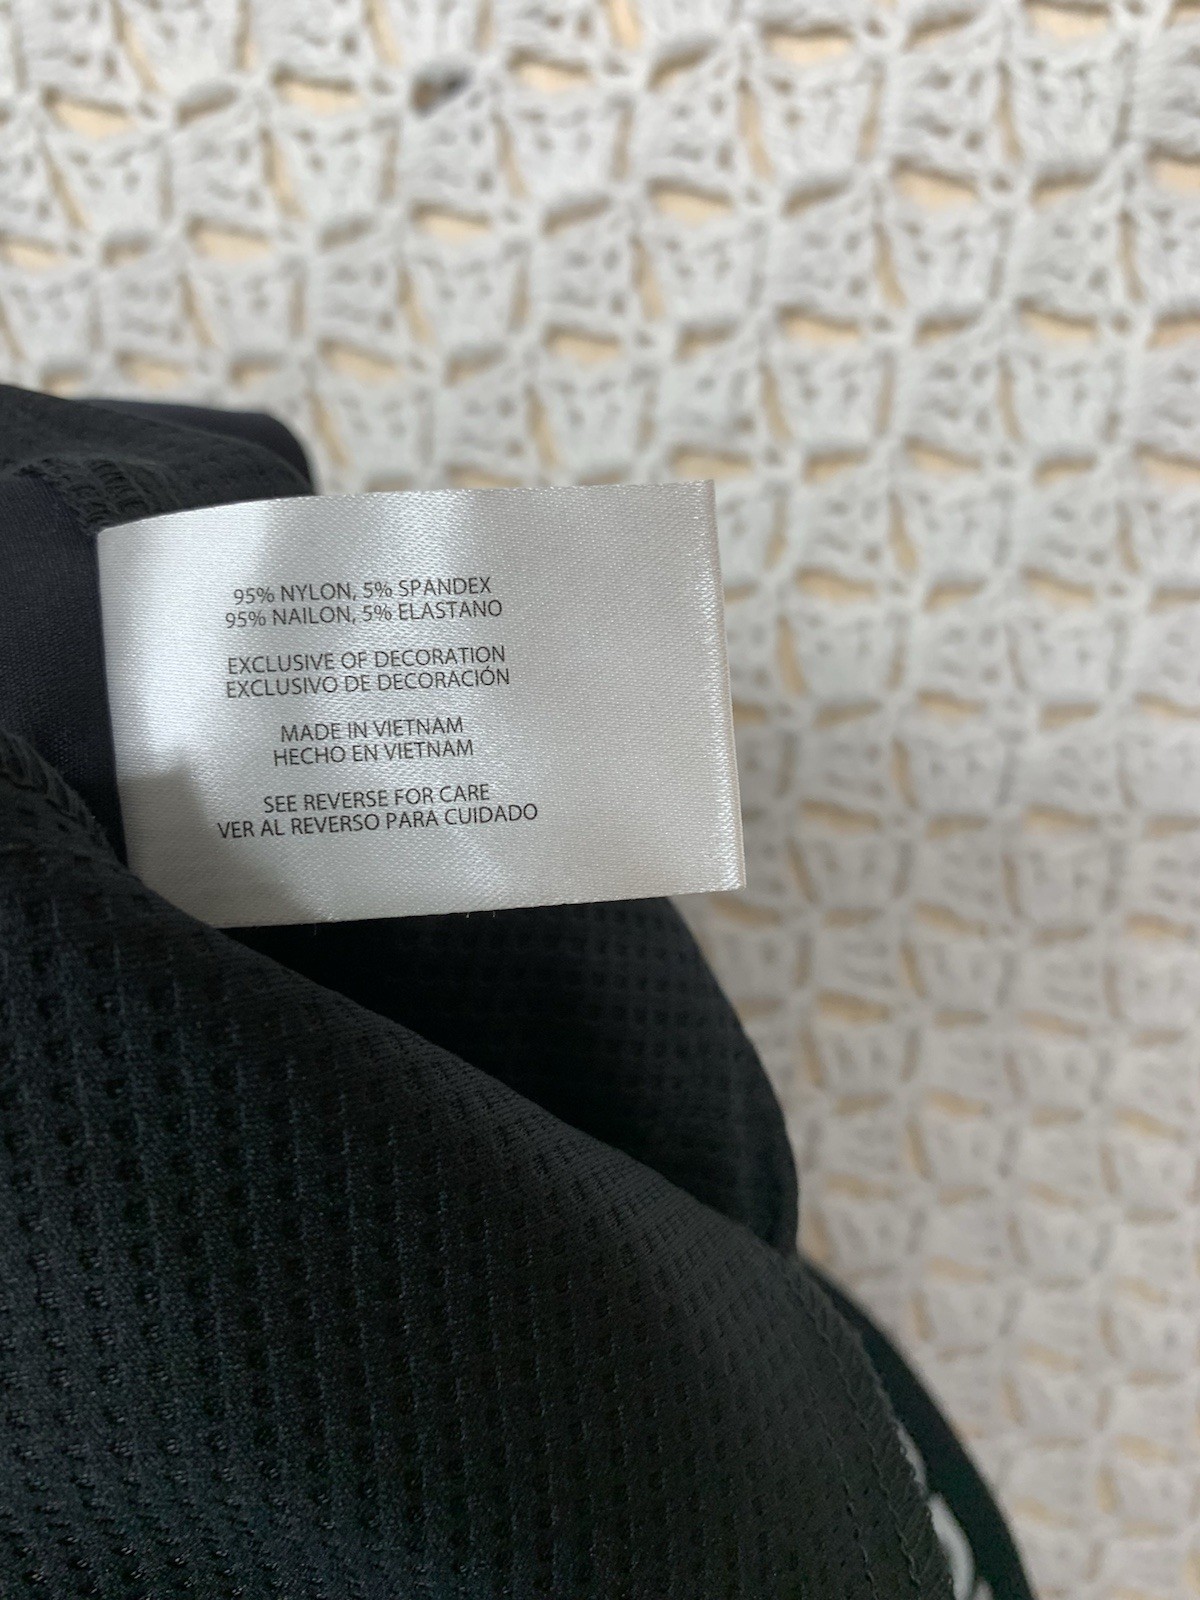 95% NYLON, 5% SPANDEX
95% NAILON, 5% ELASTANO
EXCLUSIVE OF DECORATION
EXCLUSIVO DE DECORACIÓN
MADE IN VIETNAM
HECHO EN VIETNAM
SEE REVERSE FOR CARE
VER AL REVERSO PARA CUIDADO